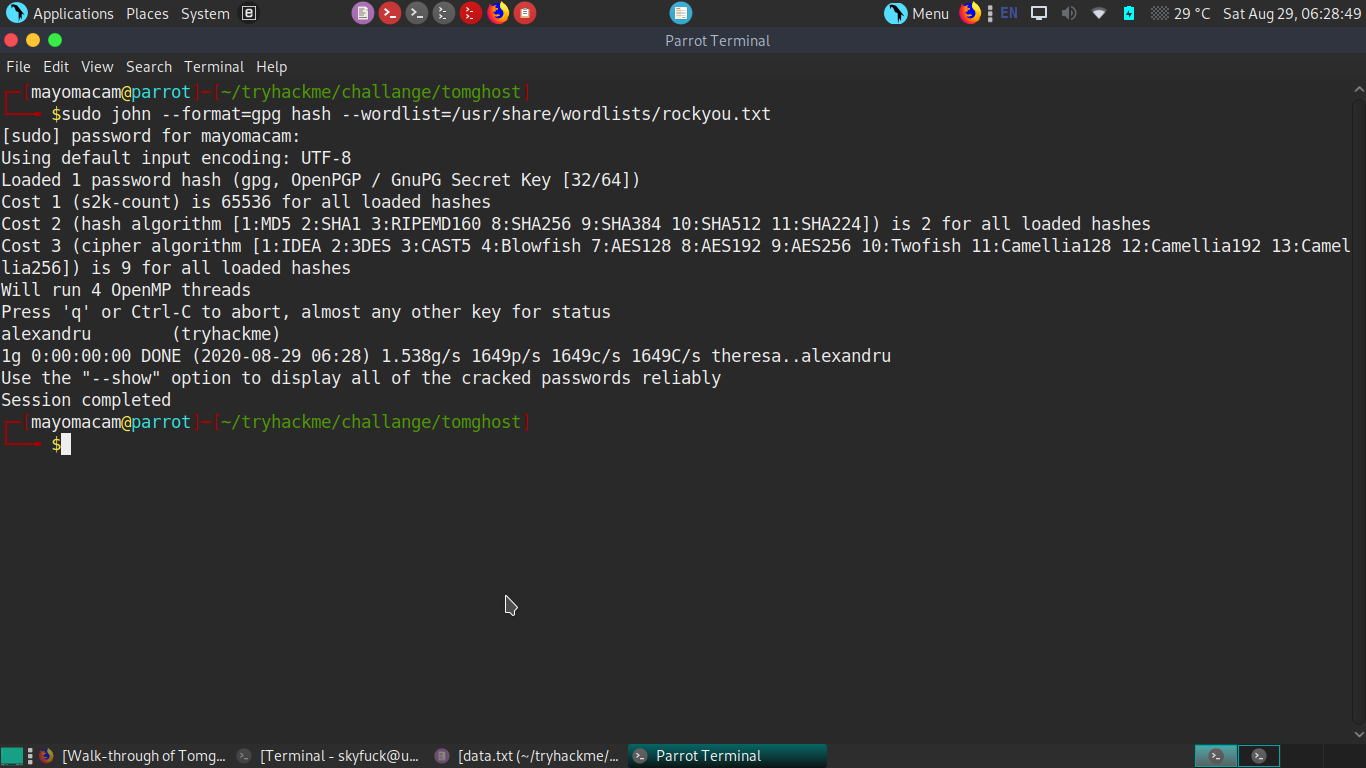 Applications Places System
Menu EN 29 °C Sat Aug 29, 06:28:49
Parrot Terminal
File Edit View Search Terminal Help
[mayomacam@parrot]─[~/tryhackme/challange/tomghost]
$sudo john --format=gpg hash --wordlist=/usr/share/wordlists/rockyou.txt
[sudo] password for mayomacam:
Using default input encoding: UTF-8
Loaded 1 password hash (gpg, OpenPGP / GnuPG Secret Key [32/64])
Cost 1 (s2k-count) is 65536 for all loaded hashes
Cost 2 (hash algorithm [1:MD5 2:SHA1 3:RIPEMD160 8:SHA256 9:SHA384 10:SHA512 11:SHA224]) is 2 for all loaded hashes
Cost 3 (cipher algorithm [1:IDEA 2:3DES 3:CAST5 4:Blowfish 7:AES128 8:AES192 9:AES256 10:Twofish 11:Camellia128 12:Camellia192 13:Camel
lia256]) is 9 for all loaded hashes
Will run 4 OpenMP threads
Press 'q' or Ctrl-C to abort, almost any other key for status
alexandru        (tryhackme)
1g 0:00:00:00 DONE (2020-08-29 06:28) 1.538g/s 1649p/s 1649c/s 1649C/s theresa..alexandru
Use the "--show" option to display all of the cracked passwords reliably
Session completed
[mayomacam@parrot]─[~/tryhackme/challange/tomghost]
$
[Walk-through of Tomg... [Terminal - skyfuck@u... [data.txt (~/tryhackme/... Parrot Terminal